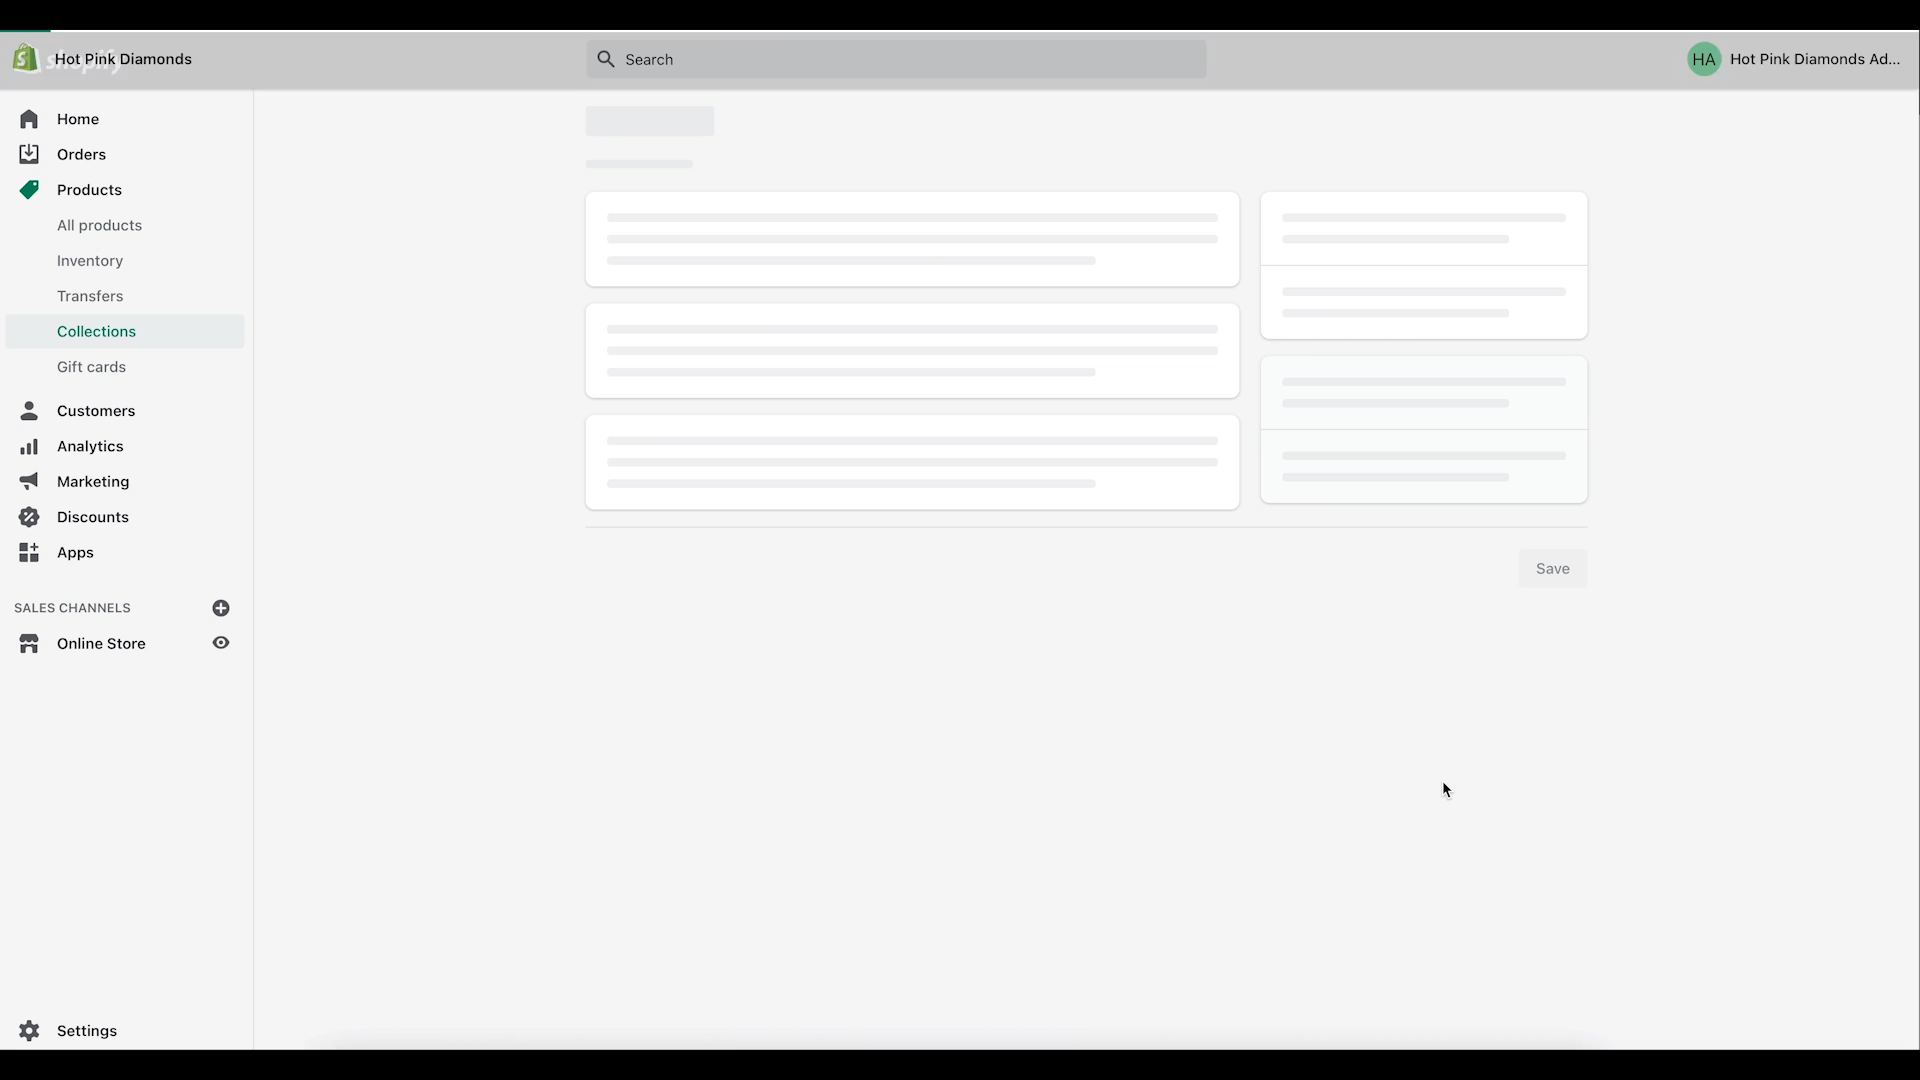 shopify
Hot Pink Diamonds
Search
HA Hot Pink Diamonds Ad...
Home
Orders
Products
All products
Inventory
Transfers
Collections
Gift cards
Customers
Analytics
Marketing
Discounts
Apps
SALES CHANNELS
Online Store
Settings
Save